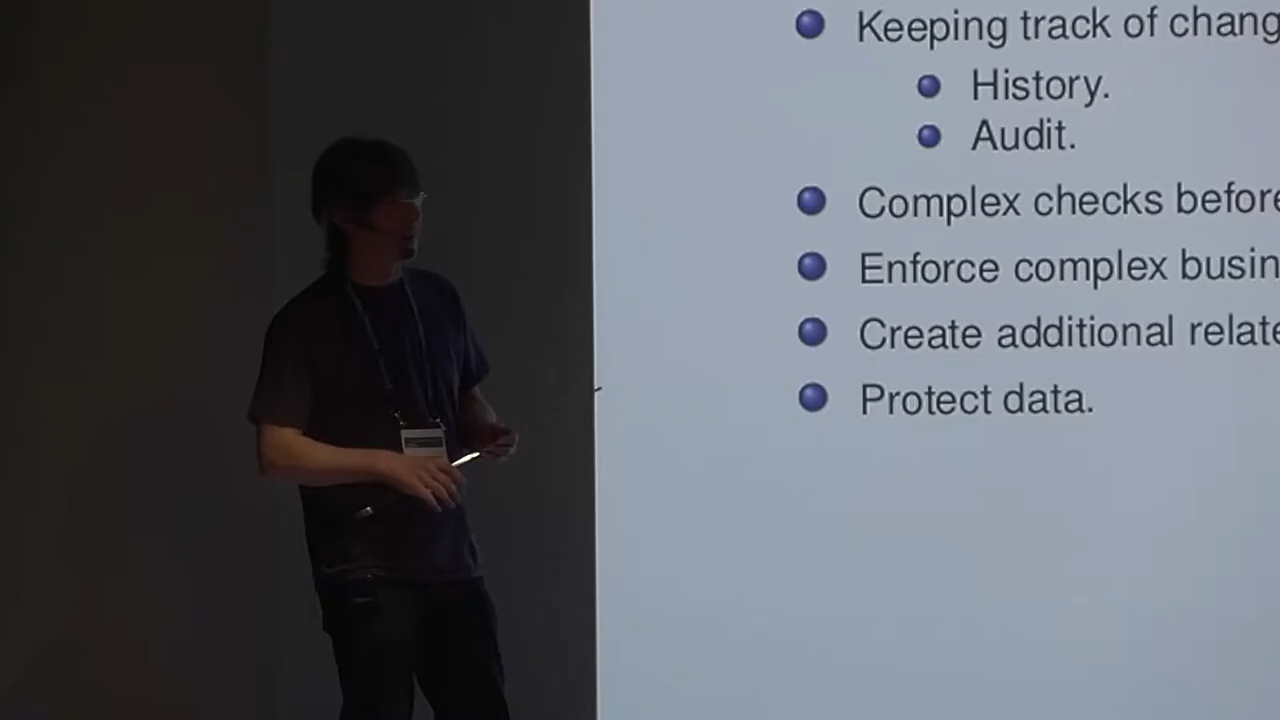 Keeping track of chang
History.
Audit.
Complex checks before
Enforce complex busin
Create additional relate
Protect data.